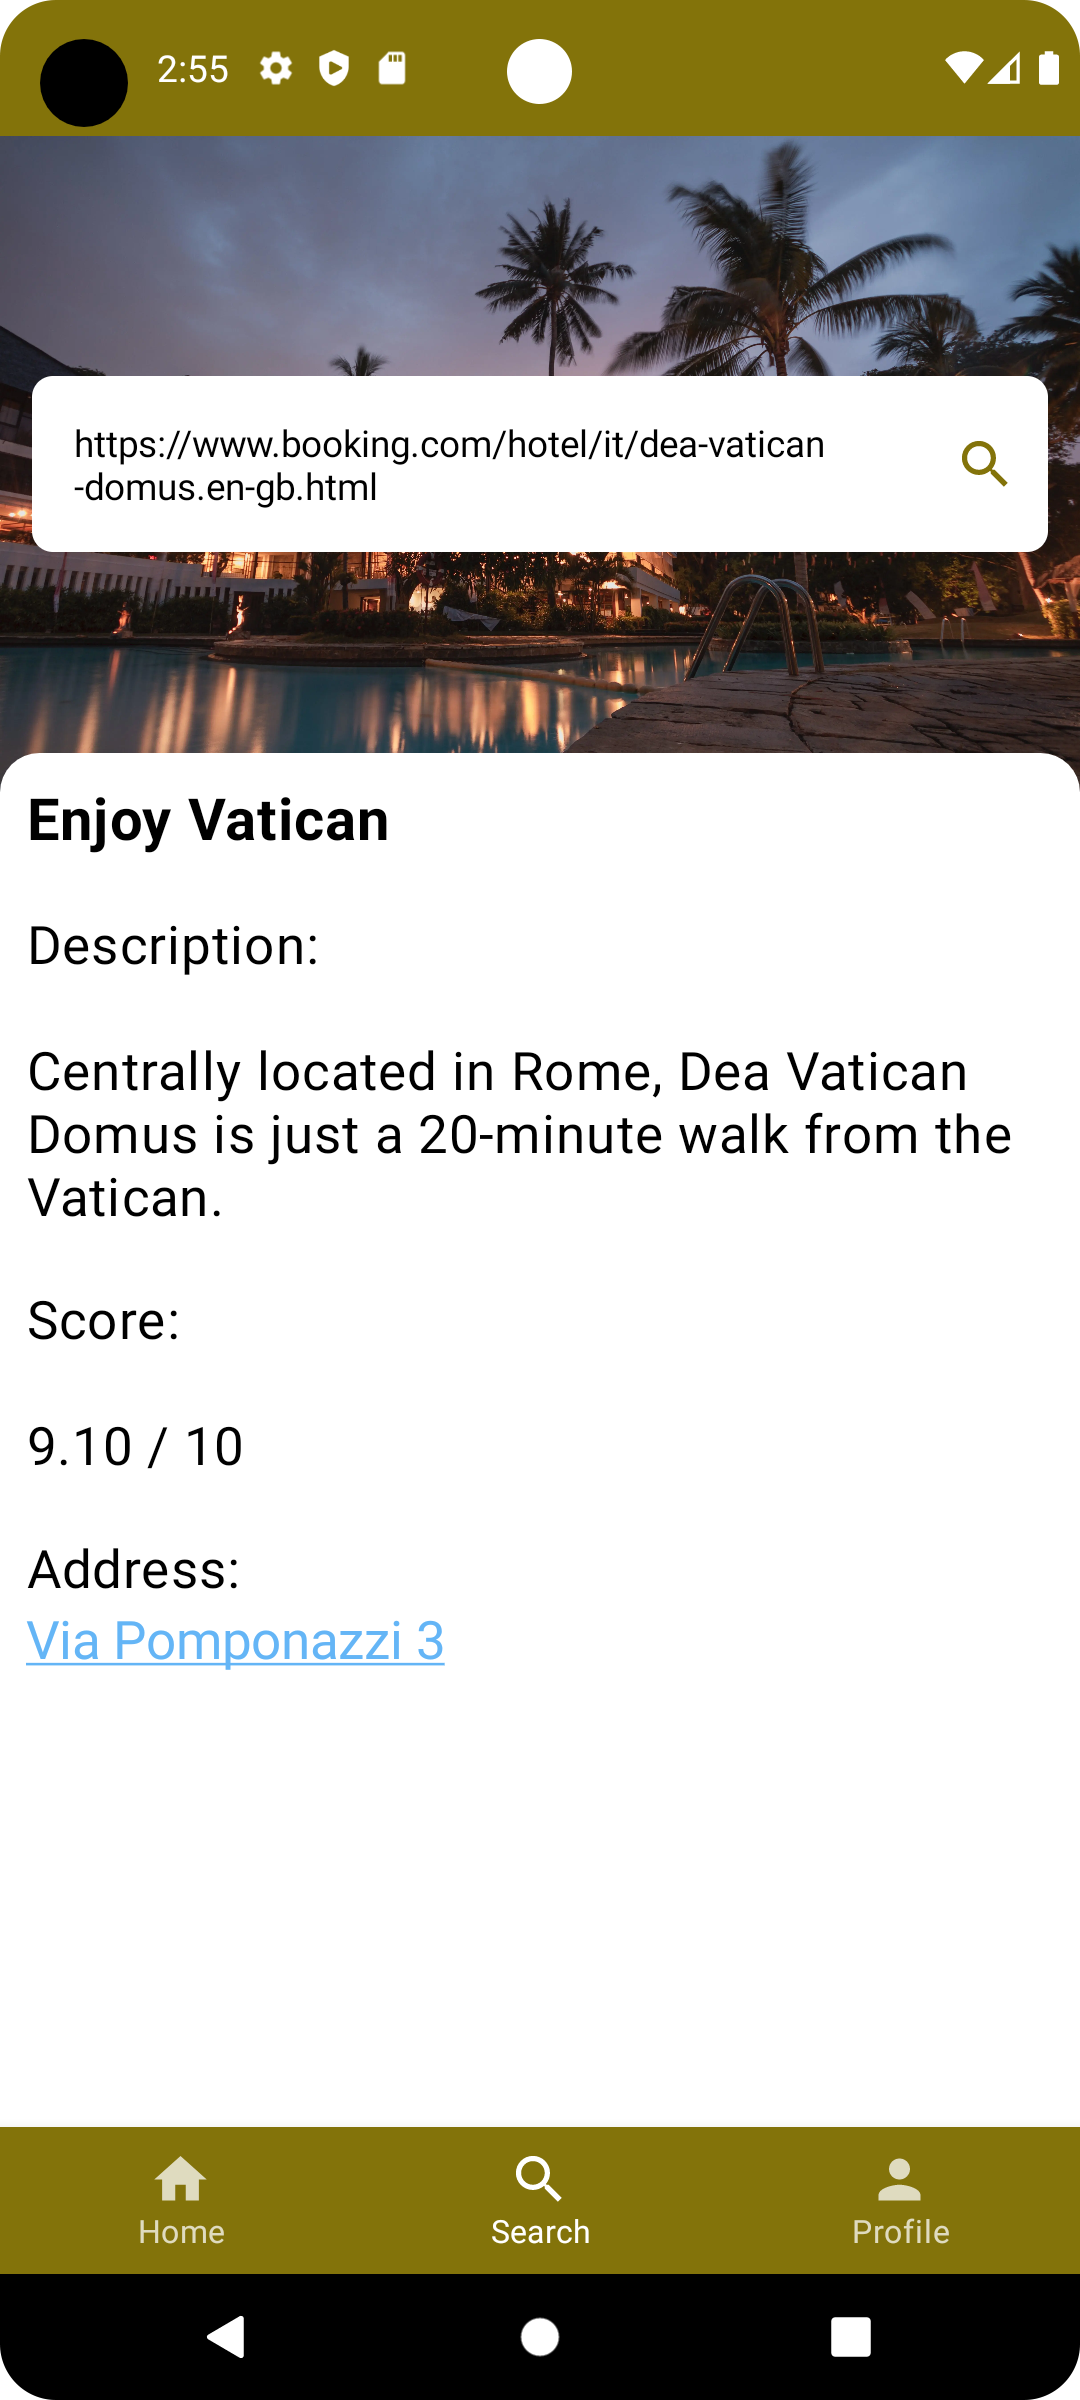 2:55
https://www.booking.com/hotel/it/dea-vatican
-domus.en-gb.html
Enjoy Vatican
Description:
Centrally located in Rome, Dea Vatican
Domus is just a 20-minute walk from the
Vatican.
Score:
9.10 / 10
Address:
Via Pomponazzi 3
Home
Search
Profile